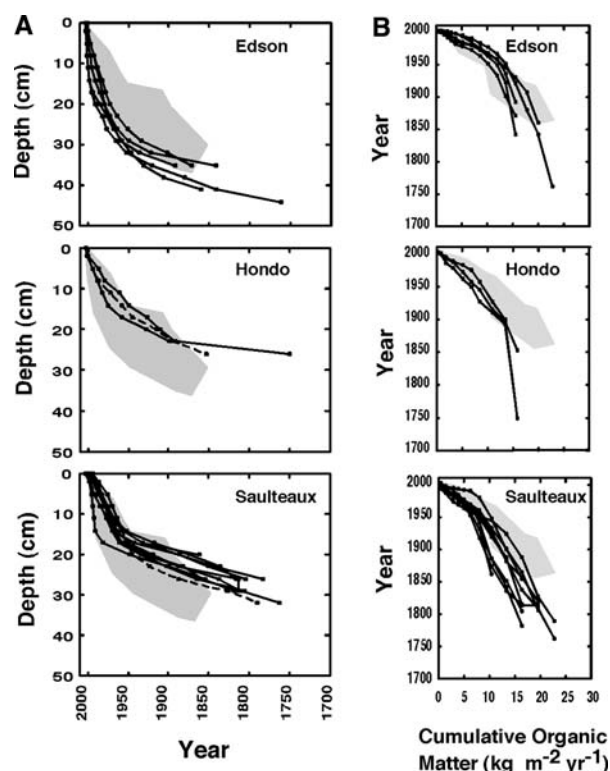 A
B
0
10
20
30
40
50
Depth (cm)
Edson
2000
1950
1900
1850
1800
1750
1700
Year
Edson
0
10
20
30
40
50
Depth (cm)
Hondo
2000
1950
1900
1850
1800
1750
1700
Year
Hondo
0
10
20
30
40
50
Depth (cm)
Saulteaux
2000 1950 1900 1850 1800 1750 1700
Year
2000
1950
1900
1850
1800
1750
1700
Year
Saulteaux
0 5 10 15 20 25 30
Cumulative Organic
Matter (kg m-2 yr-1)